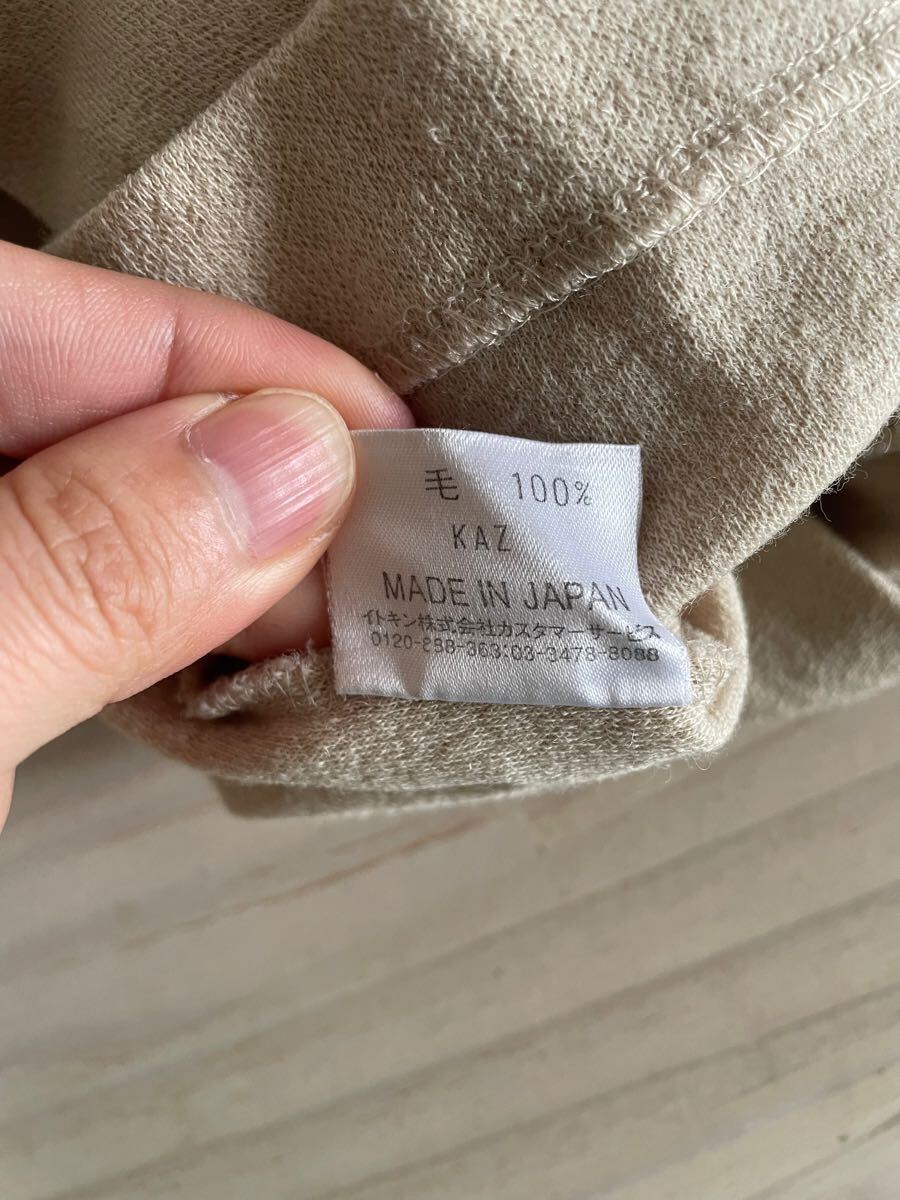 毛 100%
KAZ
MADE IN JAPAN
イトキン株式会社カスタマーサービス
0120-888-363:03-3478-8088